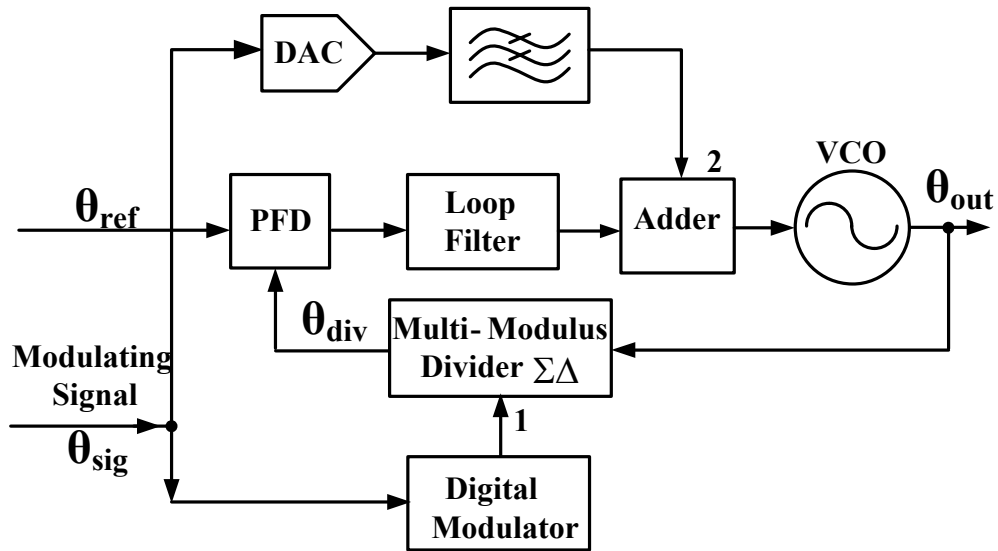 DAC
2
VCO
θref
PFD
Loop
Filter
Adder
θout
θdiv
Multi- Modulus
Divider ΣΔ
Modulating
Signal
θsig
1
Digital
Modulator